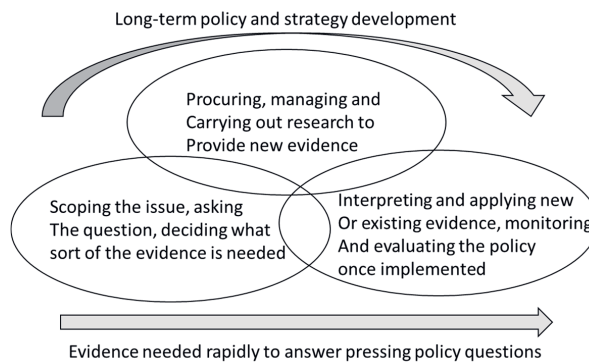 Long-term policy and strategy development
Procuring, managing and
Carrying out research to
Provide new evidence
Scoping the issue, asking
The question, deciding what
sort of the evidence is needed
Interpreting and applying new
Or existing evidence, monitoring
And evaluating the policy
once implemented
Evidence needed rapidly to answer pressing policy questions